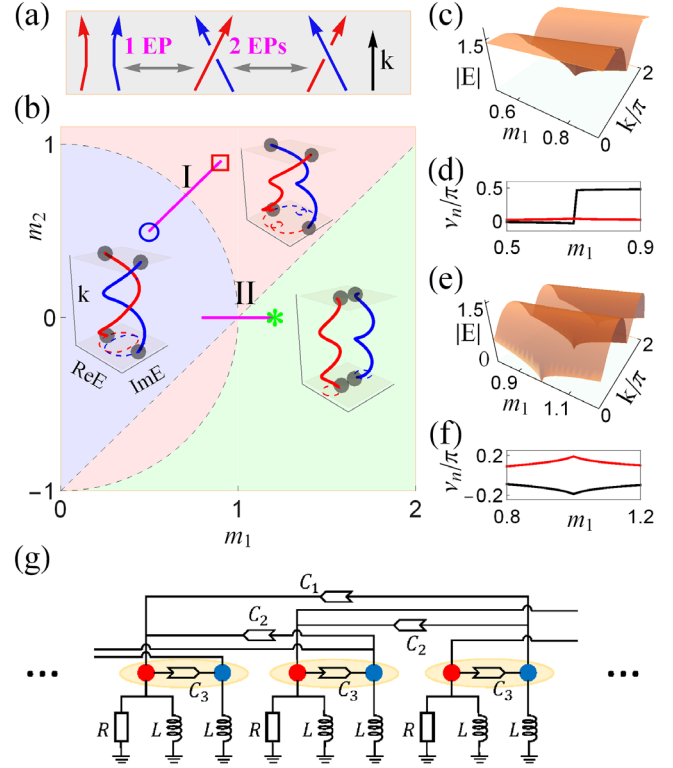 (a)
1 EP
2 EPs
k
(b)
m₂
1
0
−1
0
1
2
m₁
I
II
k
ReE
ImE
(c)
1.5
|E|
0.6
0.8
m₁
0
2
k/π
(d)
νₙ/π
0.5
0
0.5
0.9
m₁
(e)
1.5
|E|
0
0.9
1.1
m₁
0
2
k/π
(f)
νₙ/π
0.2
−0.2
0.8
1.2
m₁
(g)
C₁
C₂
C₂
...
C₃
C₃
C₃
...
R
L
L
R
L
L
R
L
L